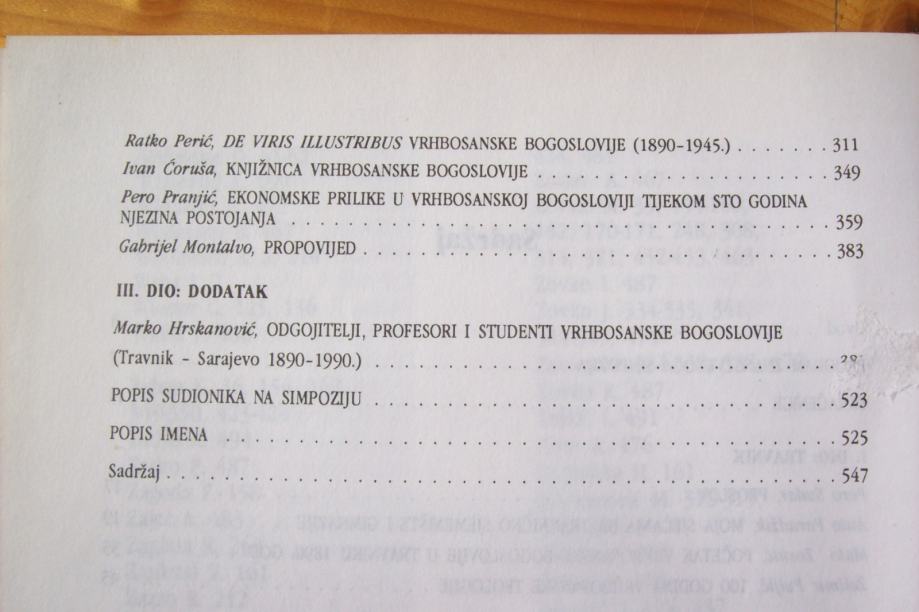 Ratko Perić, DE VIRIS ILLUSTRIBUS VRHBOSANSKE BOGOSLOVIJE (1890-1945.) . . . . . . . 311
Ivan Ćoruša, KNJIŽNICA VRHBOSANSKE BOGOSLOVIJE . . . . . . . . . . . . . . . . . . . . . . . 349
Pero Pranjić, EKONOMSKE PRILIKE U VRHBOSANSKOJ BOGOSLOVIJI TIJEKOM STO GODINA
NJEZINA POSTOJANJA . . . . . . . . . . . . . . . . . . . . . . . . . . . . . . . . . . . . . . . . 359
Gabrijel Montalvo, PROPOVIJED . . . . . . . . . . . . . . . . . . . . . . . . . . . . . . . . . . 383
III. DIO: DODATAK
Marko Hrskanović, ODGOJITELJI, PROFESORI I STUDENTI VRHBOSANSKE BOGOSLOVIJE
(Travnik - Sarajevo 1890-1990.) . . . . . . . . . . . . . . . . . . . . . . . . . . . . . . . . .
POPIS SUDIONIKA NA SIMPOZIJU . . . . . . . . . . . . . . . . . . . . . . . . . . . . . . . . . 523
POPIS IMENA . . . . . . . . . . . . . . . . . . . . . . . . . . . . . . . . . . . . . . . . . . . . 525
Sadržaj . . . . . . . . . . . . . . . . . . . . . . . . . . . . . . . . . . . . . . . . . . . . . . . . 547